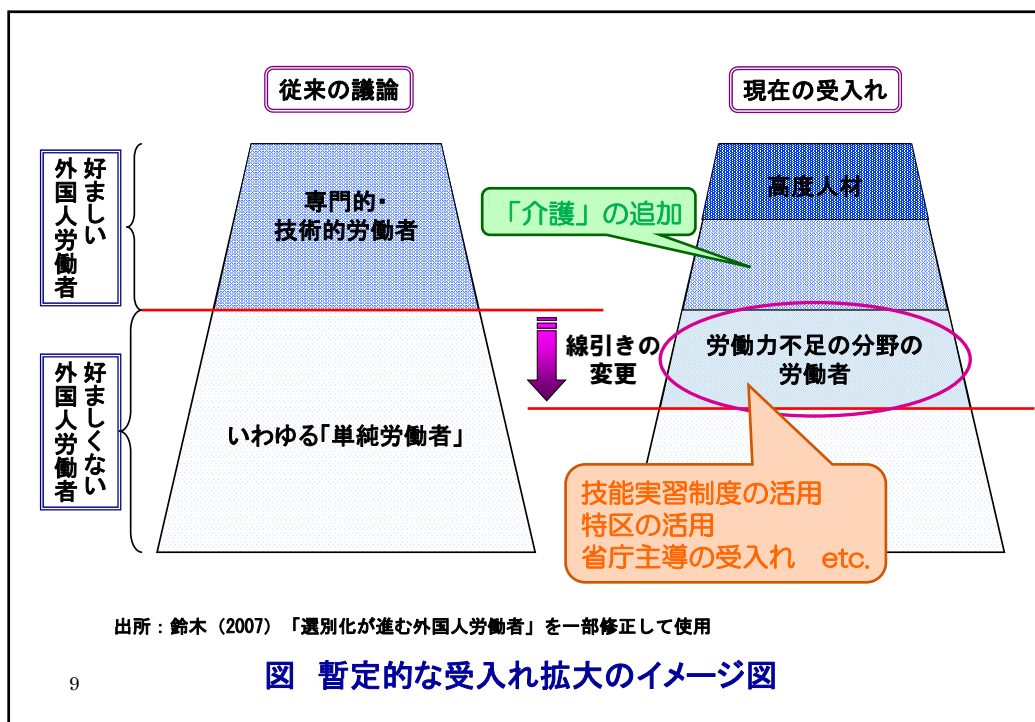 従来の議論
現在の受入れ
好ましい
外国人労働者
専門的・
技術的労働者
高度人材
「介護」の追加
線引きの
変更
労働力不足の分野の
労働者
好ましくない
外国人労働者
いわゆる「単純労働者」
技能実習制度の活用
特区の活用
省庁主導の受入れ　etc.
出所：鈴木（2007）「選別化が進む外国人労働者」を一部修正して使用
図　暫定的な受入れ拡大のイメージ図
9